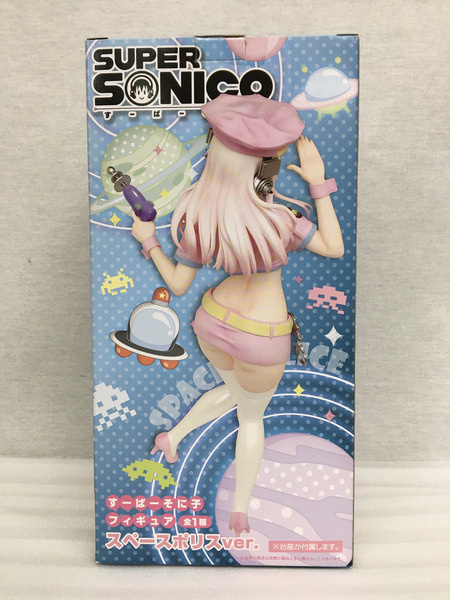 SUPER
SONICO
すーぱー
SPACE POLICE
すーぱーそに子
フィギュア 全1種
スペースポリスver.
※台座が付属します。